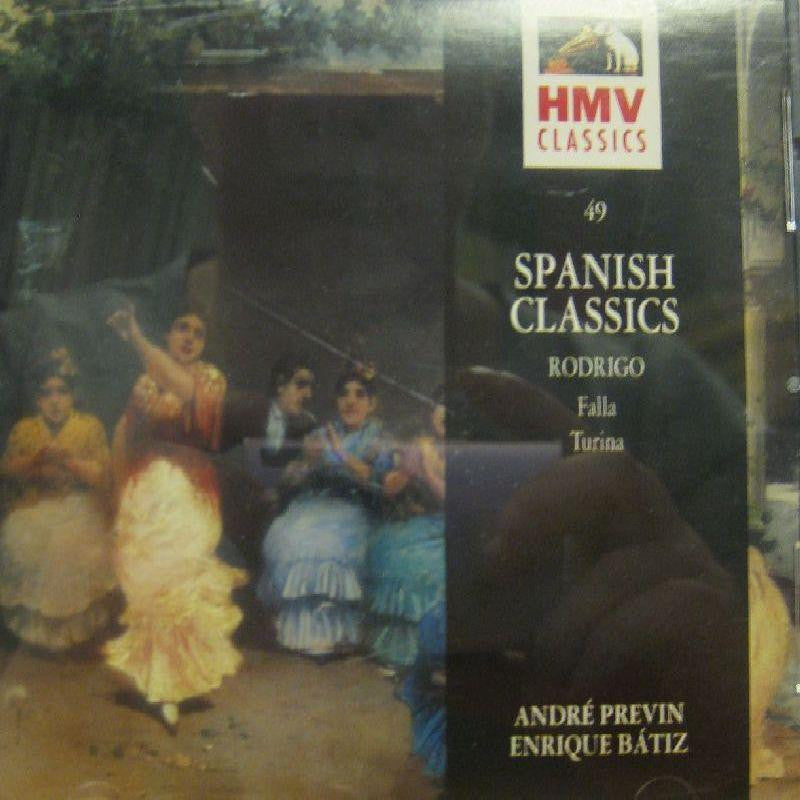 HMV
CLASSICS
49
SPANISH
CLASSICS
RODRIGO
Falla
Turina
ANDRÉ PREVIN
ENRIQUE BÁTIZ